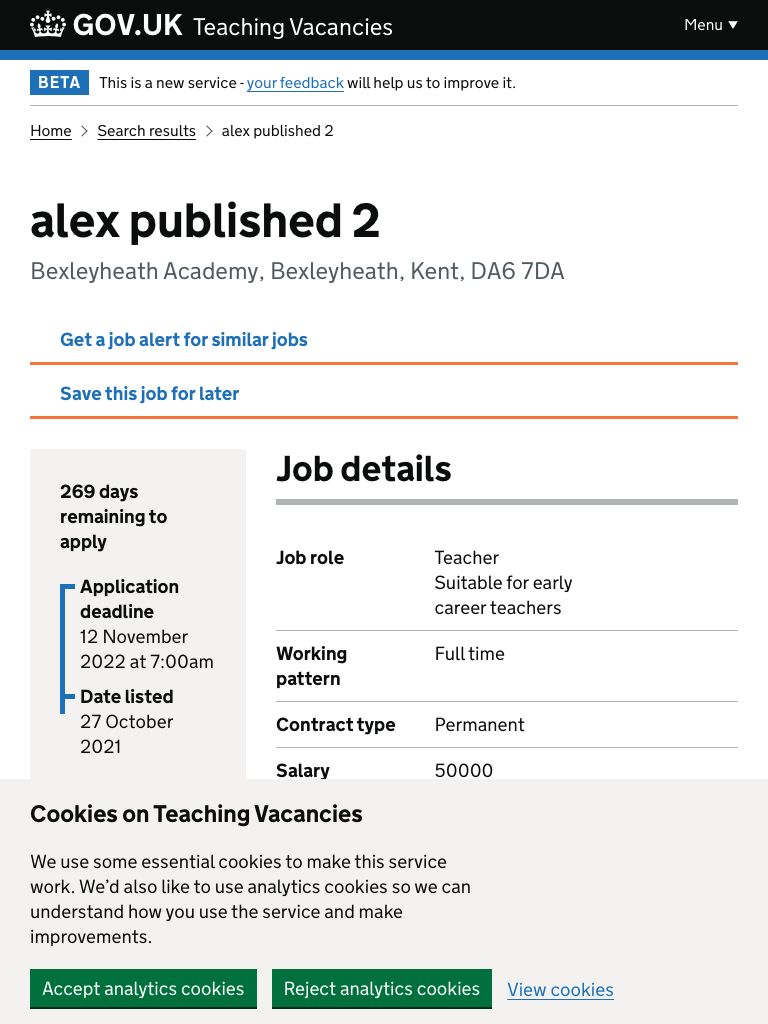 GOV.UK Teaching Vacancies
Menu ▼
BETA This is a new service - your feedback will help us to improve it.
Home > Search results > alex published 2
alex published 2
Bexleyheath Academy, Bexleyheath, Kent, DA6 7DA
Get a job alert for similar jobs
Save this job for later
269 days
remaining to
apply
Application
deadline
12 November
2022 at 7:00am
Date listed
27 October
2021
Job details
Job role Teacher
Suitable for early
career teachers
Working Full time
pattern
Contract type Permanent
Salary 50000
Cookies on Teaching Vacancies
We use some essential cookies to make this service
work. We’d also like to use analytics cookies so we can
understand how you use the service and make
improvements.
Accept analytics cookies Reject analytics cookies View cookies